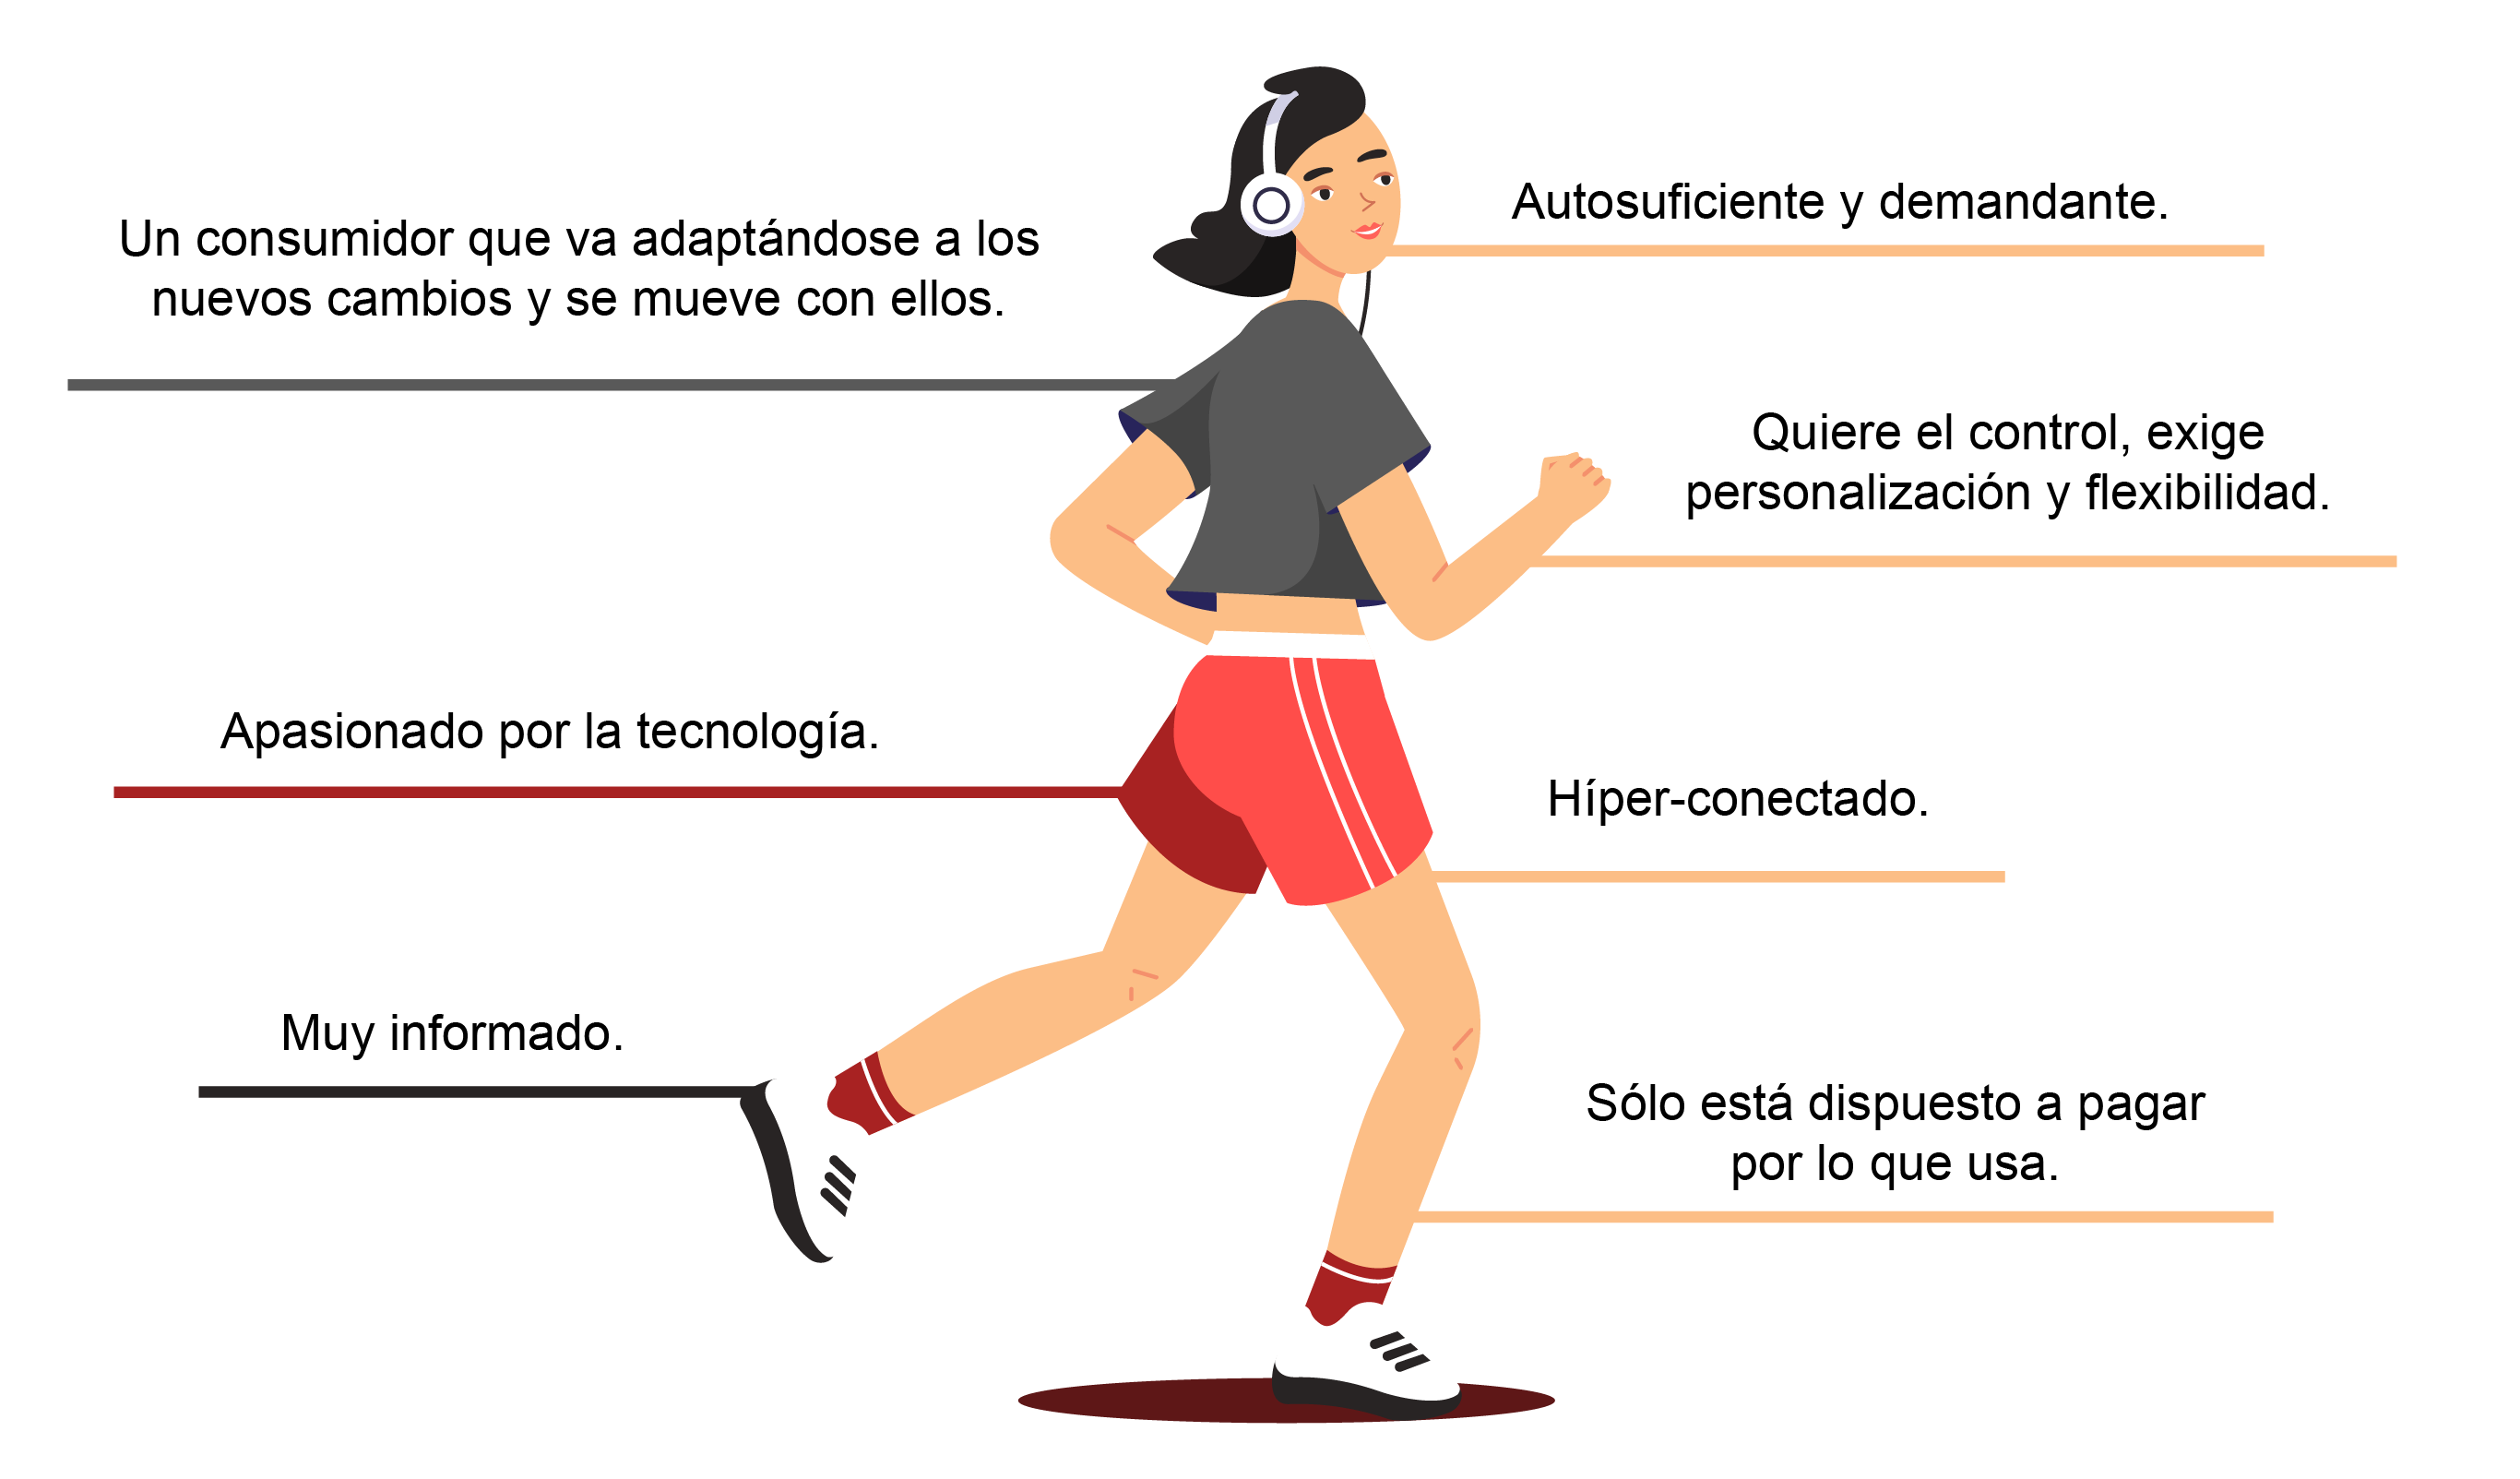 Un consumidor que va adaptándose a los
nuevos cambios y se mueve con ellos.
Apasionado por la tecnología.
Muy informado.
Autosuficiente y demandante.
Quiere el control, exige
personalización y flexibilidad.
Híper-conectado.
Sólo está dispuesto a pagar
por lo que usa.